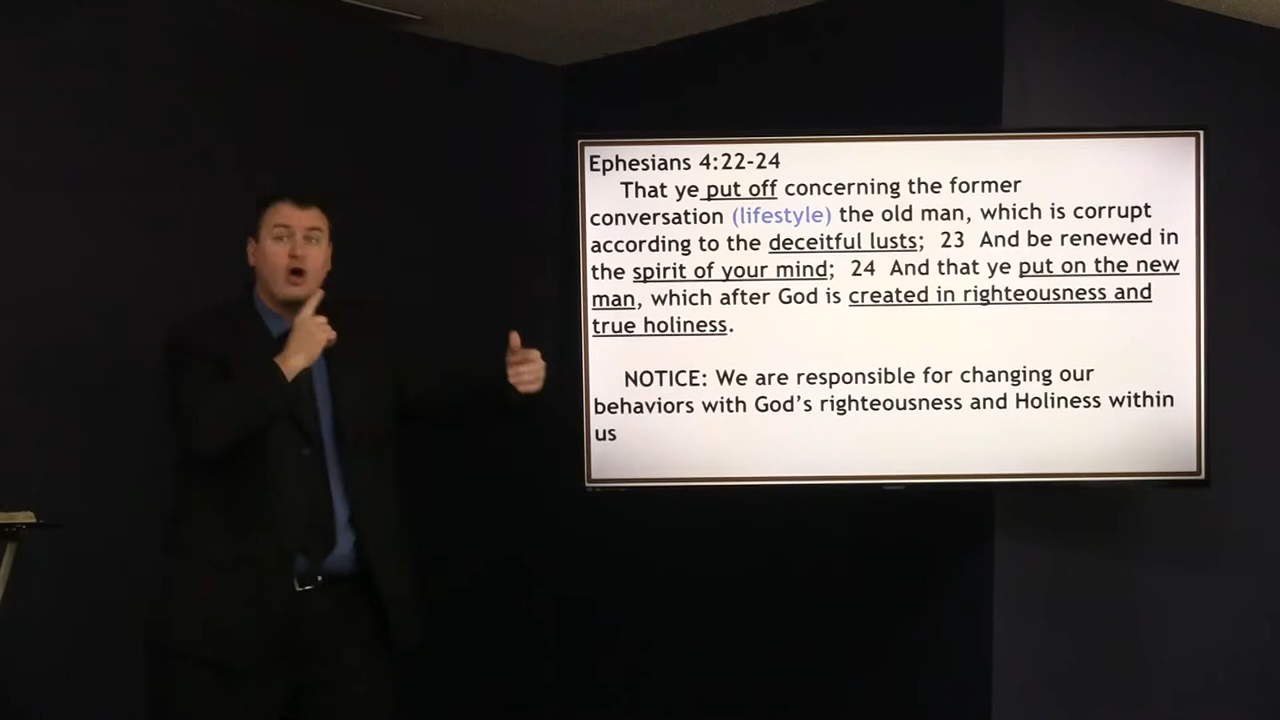 Ephesians 4:22-24
That ye put off concerning the former
conversation (lifestyle) the old man, which is corrupt
according to the deceitful lusts; 23 And be renewed in
the spirit of your mind; 24 And that ye put on the new
man, which after God is created in righteousness and
true holiness.
NOTICE: We are responsible for changing our
behaviors with God's righteousness and Holiness within
us